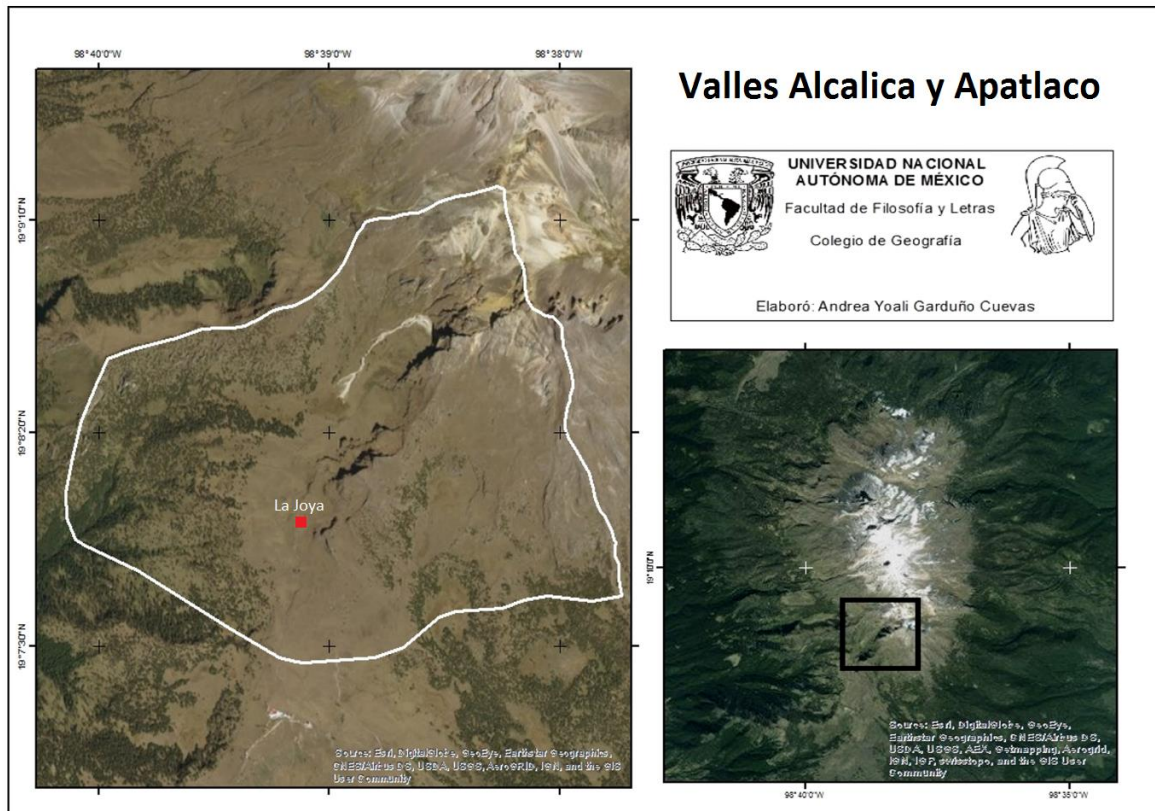 Valles Alcalica y Apatlaco
UNIVERSIDAD NACIONAL
AUTÓNOMA DE MÉXICO
Facultad de Filosofía y Letras
Colegio de Geografía
Elaboró: Andrea Yoali Garduño Cuevas
98°40'0"W
98°39'0"W
98°38'0"W
19°9'10"N
19°8'20"N
19°7'30"N
La Joya
Source: Esri, DigitalGlobe, GeoEye, Earthstar Geographics,
CNES/Airbus DS, USDA, USGS, AeroGRID, IGN, and the GIS
User Community
19°10'0"N
Source: Esri, DigitalGlobe, GeoEye,
Earthstar Geographics, CNES/Airbus DS,
USDA, USGS, AEX, Getmapping, Aerogrid,
IGN, IGP, swisstopo, and the GIS User
Community
98°40'0"W
98°35'0"W